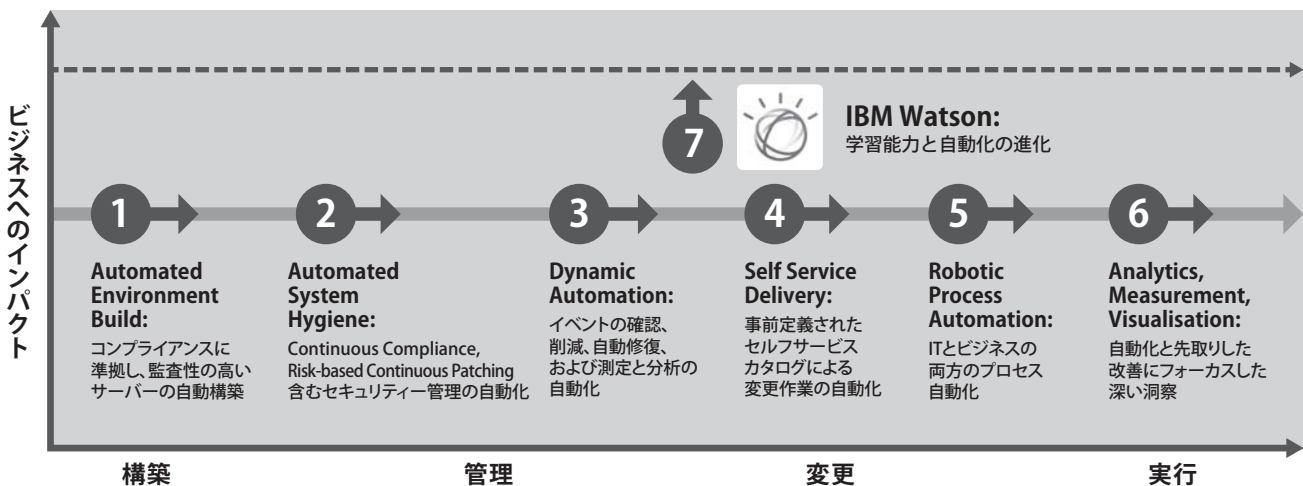 ビジネスへのインパクト
7
IBM Watson:
学習能力と自動化の進化
1
Automated
Environment
Build:
コンプライアンスに
準拠し、監査性の高い
サーバーの自動構築
2
Automated
System
Hygiene:
Continuous Compliance,
Risk-based Continuous Patching
含むセキュリティー管理の自動化
3
Dynamic
Automation:
イベントの確認、
削減、自動修復、
および測定と分析の
自動化
4
Self Service
Delivery:
事前定義された
セルフサービス
カタログによる
変更作業の自動化
5
Robotic
Process
Automation:
ITとビジネスの
両方のプロセス
自動化
6
Analytics,
Measurement,
Visualisation:
自動化と先取りした
改善にフォーカスした
深い洞察
構築
管理
変更
実行